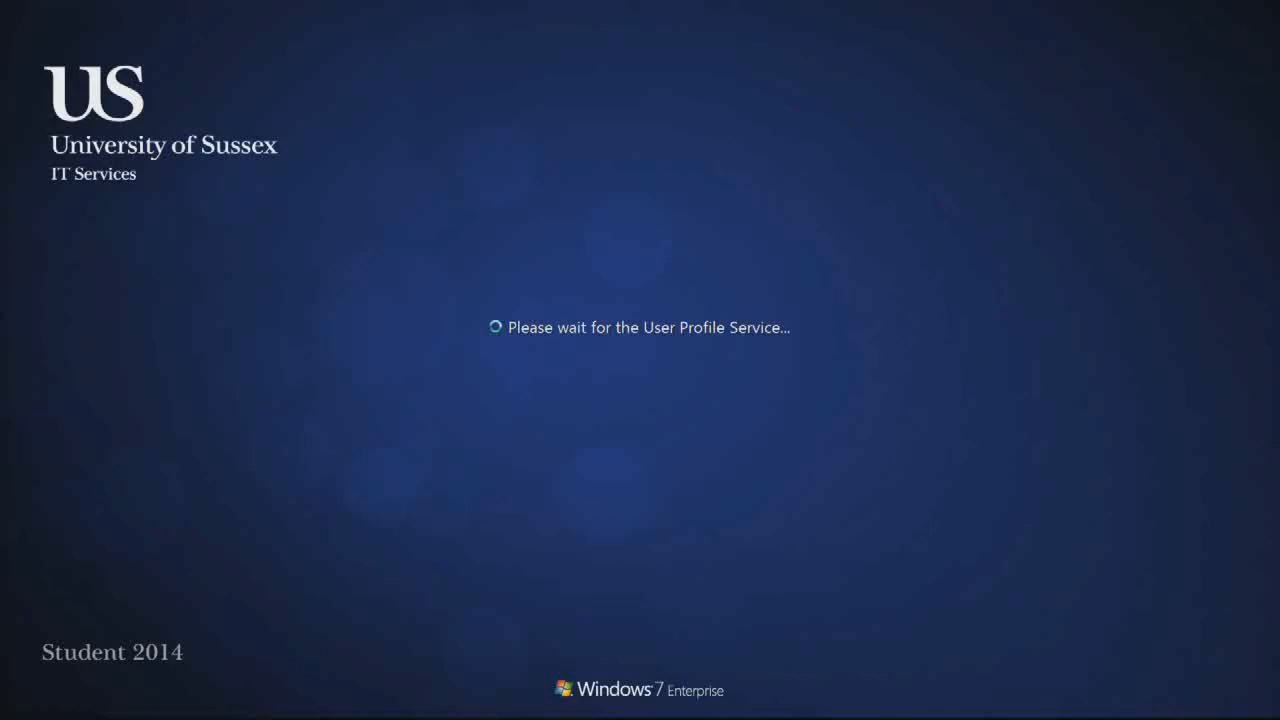 us
University of Sussex
IT Services
Please wait for the User Profile Service...
Student 2014
Windows 7 Enterprise